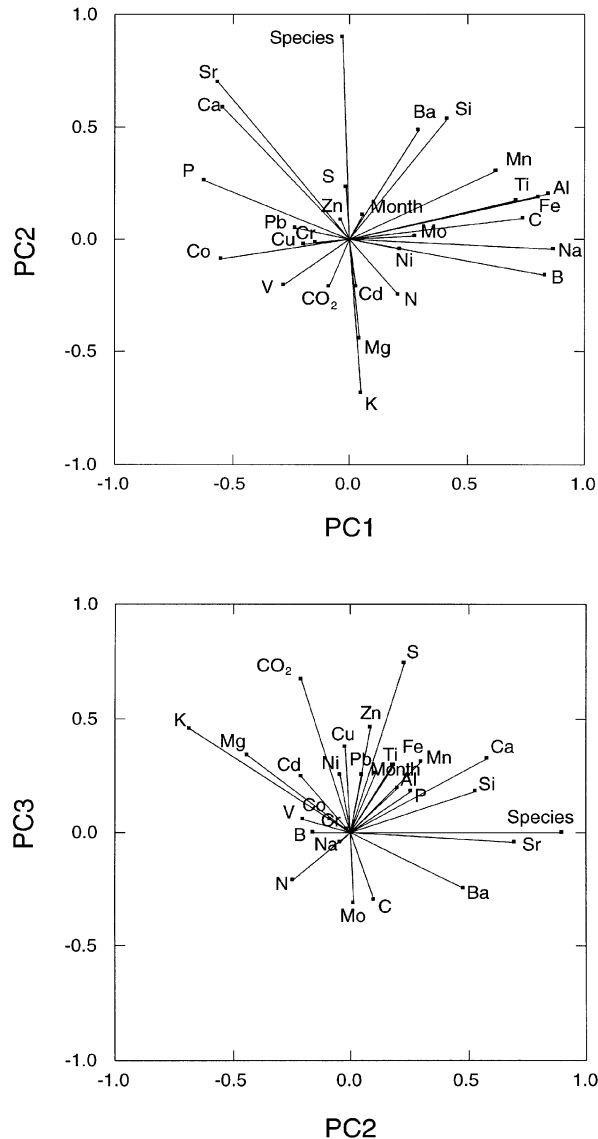 1.0
Species
Sr
Ca
Ba
Si
0.5
Mn
P
S
Ti
Al
Zn
Month
Fe
Pb
Cr
Mo
C
0.0
Cu
Co
Ni
Na
V
CO₂
Cd
N
B
PC2
-0.5
Mg
K
-1.0
-1.0 -0.5 0.0 0.5 1.0
PC1
1.0
CO₂
S
K
Zn
0.5
Mg
Cu
Ti
Fe
Mn
Ca
Cd
Ni
Pb
Month
Al
Si
Co
P
V
Cr
Species
PC3
0.0
B
Na
Sr
N
Mo
C
Ba
-0.5
-1.0
-1.0 -0.5 0.0 0.5 1.0
PC2